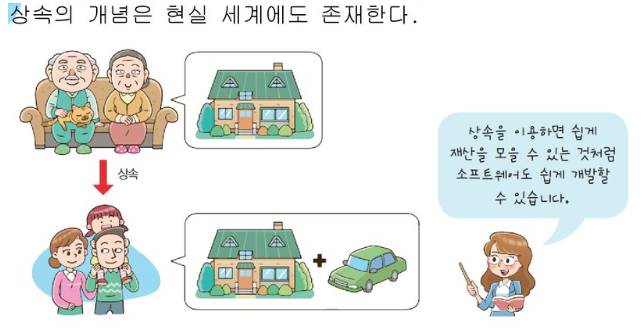 상속의 개념은 현실 세계에도 존재한다.
상속
상속을 이용하면 쉽게
재산을 모을 수 있는 것처럼
소프트웨어도 쉽게 개발할
수 있습니다.